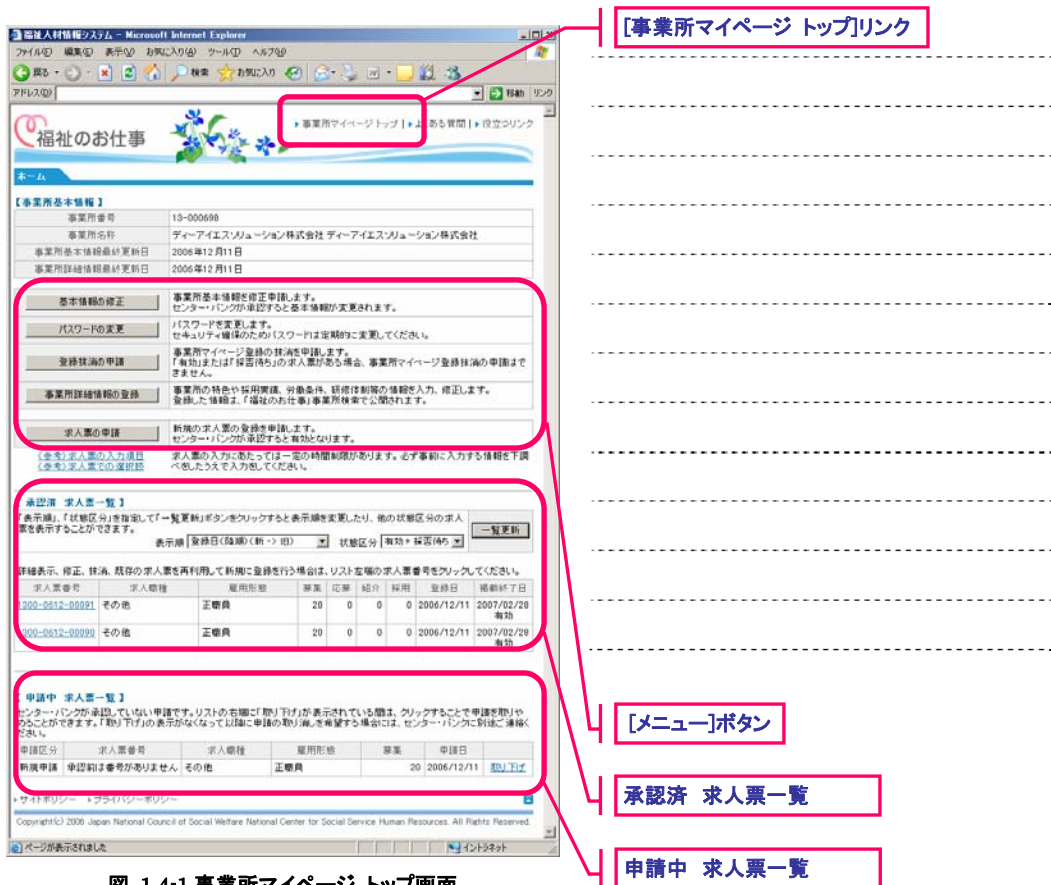 [事業所マイページ トップ]リンク
福祉人材情報システム - Microsoft Internet Explorer
ファイル(F) 編集(E) 表示(V) お気に入り(A) ツール(T) ヘルプ(H)
戻る 検索 お気に入り
アドレス(D) 移動 リンク
福祉のお仕事
事業所マイページ トップ | よくある質問 | 役立つリンク
ホーム
【事業所基本情報】
事業所番号 13-000698
事業所名称 ディーアイエスソリューション株式会社 ディーアイエスソリューション株式会社
事業所基本情報最終更新日 2006年12月11日
事業所詳細情報最終更新日 2006年12月11日
基本情報の修正 事業所基本情報を修正申請します。
センター・バンクが承認すると基本情報が変更されます。
パスワードの変更 パスワードを変更します。
セキュリティ確保のためパスワードは定期的に変更してください。
登録抹消の申請 事業所マイページ登録の抹消を申請します。
「有効」または「採否待ち」の求人票がある場合、事業所マイページ登録抹消の申請はで
きません。
事業所詳細情報の登録 事業所の特色や採用実績、労働条件、研修体制等の情報を入力、修正します。
登録した情報は、「福祉のお仕事」事業所検索で公開されます。
求人票の申請 新規の求人票の登録を申請します。
センター・バンクが承認すると有効となります。
(参考)求人票の入力項目 求人票の入力にあたっては一定の時間制限があります。必ず事前に入力する情報を下調
(参考)求人票での選択肢 べをしたうえで入力をしてください。
承認済 求人票一覧 】
「表示順」、「状態区分」を指定して「一覧更新」ボタンをクリックすると表示順を変更したり、他の状態区分の求人
票を表示することができます。 一覧更新
表示順 登録日(降順)(新 -> 旧) 状態区分 有効+採否待ち
詳細表示、修正、抹消、既存の求人票を再利用して新規に登録を行う場合は、リスト左端の求人票番号をクリックしてください。
求人票番号 求人職種 雇用形態 募集 応募 紹介 採用 登録日 掲載終了日
1300-0612-00091 その他 正職員 20 0 0 0 2006/12/11 2007/02/28
有効
1300-0612-00090 その他 正職員 20 0 0 0 2006/12/11 2007/02/28
有効
申請中 求人票一覧 】
センター・バンクが承認していない申請です。リストの右端に「取り下げ」が表示されている間は、クリックすることで申請を取りや
めることができます。「取り下げ」の表示がなくなって以降に申請の取り消しを希望する場合には、センター・バンクに別途ご連絡く
ださい。
申請区分 求人票番号 求人職種 雇用形態 募集 申請日
新規申請 承認前は番号がありません その他 正職員 20 2006/12/11 取り下げ
サイトポリシー プライバシーポリシー
Copyright(c) 2006 Japan National Council of Social Welfare National Center for Social Service Human Resources. All Rights Reserved.
ページが表示されました イントラネット
[メニュー]ボタン
承認済 求人票一覧
申請中 求人票一覧
図 1.4-1 事業所マイページ トップ画面